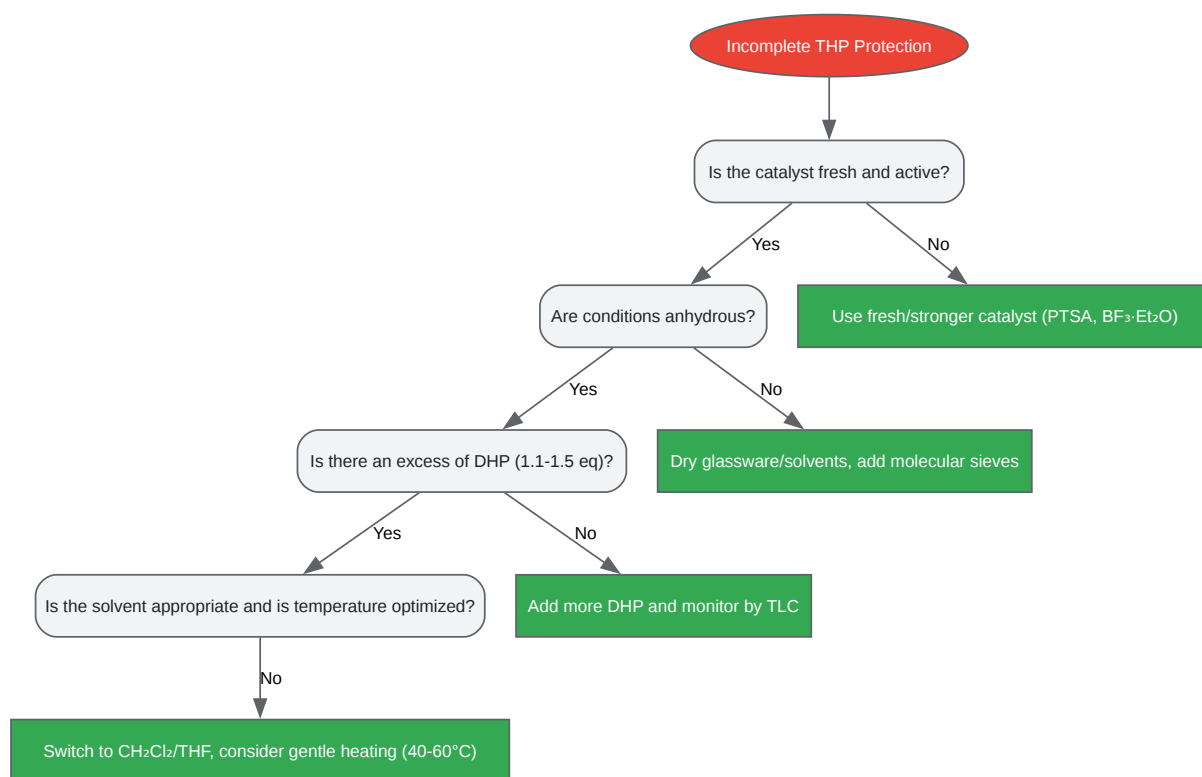 Incomplete THP Protection
Is the catalyst fresh and active?
Yes
No
Are conditions anhydrous?
Use fresh/stronger catalyst (PTSA, BF₃·Et₂O)
Yes
No
Is there an excess of DHP (1.1-1.5 eq)?
Dry glassware/solvents, add molecular sieves
Yes
No
Is the solvent appropriate and is temperature optimized?
Add more DHP and monitor by TLC
No
Switch to CH₂Cl₂/THF, consider gentle heating (40-60°C)